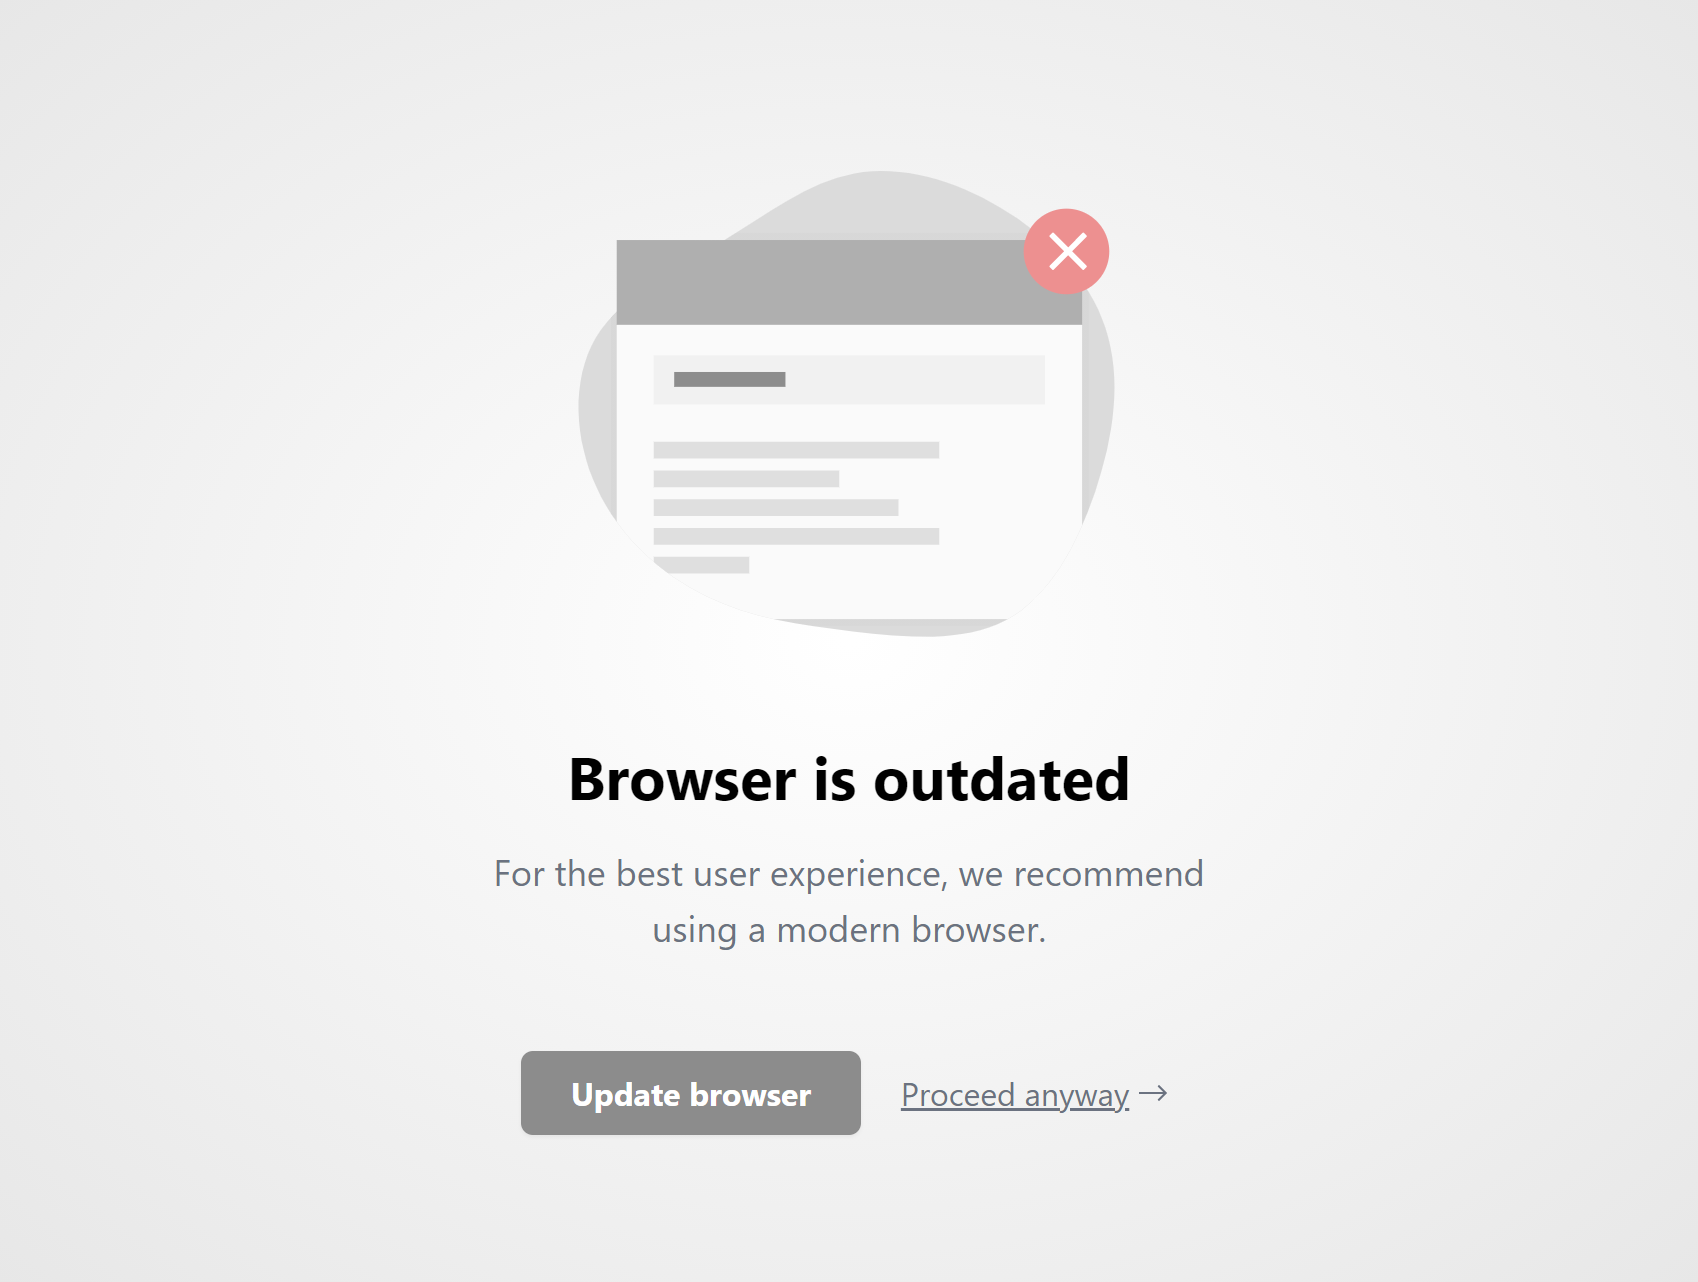 Browser is outdated
For the best user experience, we recommend
using a modern browser.
Update browser
Proceed anyway →